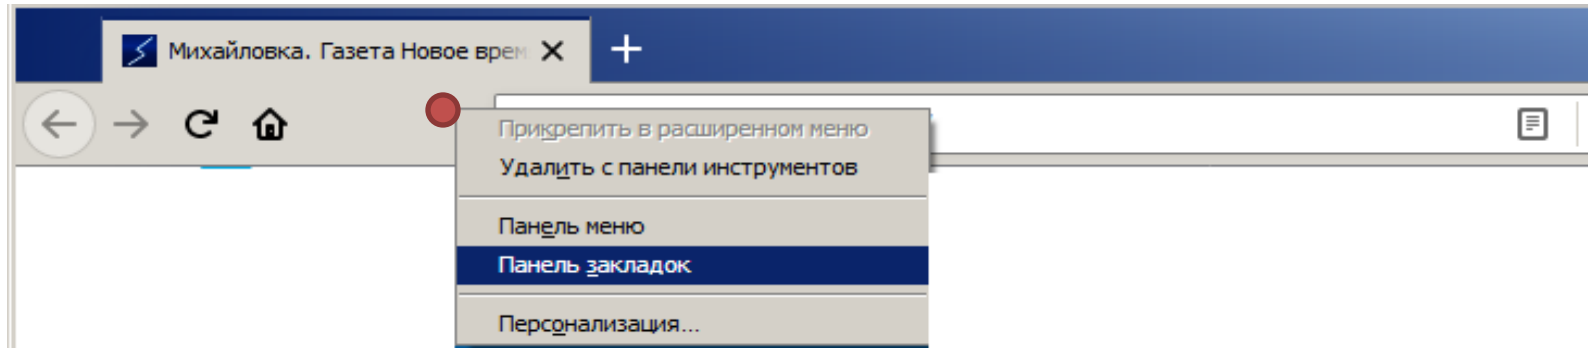 Михайловка. Газета Новое врем
Прикрепить в расширенном меню
Удалить с панели инструментов
Панель меню
Панель закладок
Персонализация...